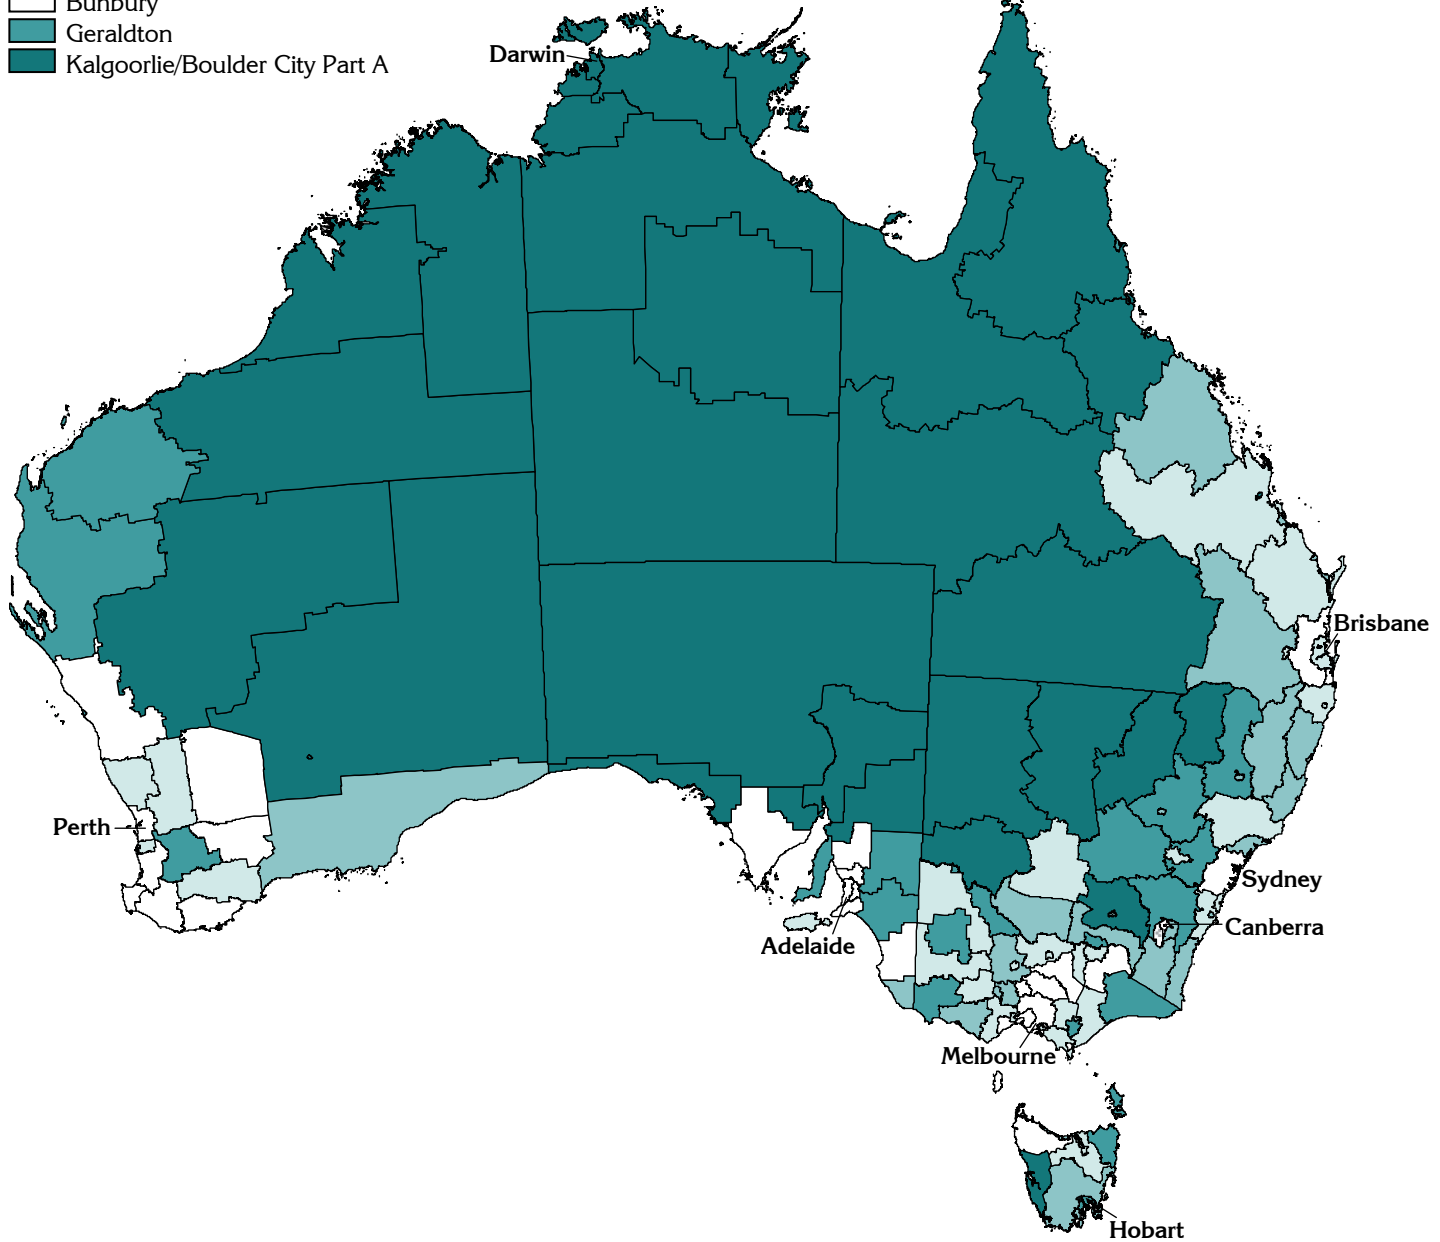 Bunbury
Geraldton
Kalgoorlie/Boulder City Part A
Darwin
Brisbane
Perth
Sydney
Canberra
Adelaide
Melbourne
Hobart